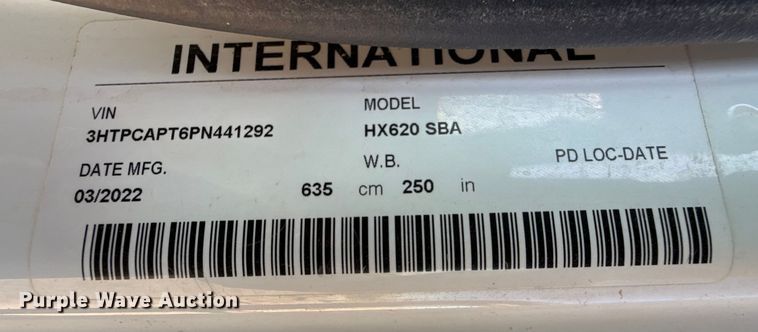 INTERNATIONAL
VIN
MODEL
3HTPCAPT6PN441292
HX620 SBA
DATE MFG.
W.B.
PD LOC-DATE
03/2022
635 cm 250 in
Purple Wave Auction